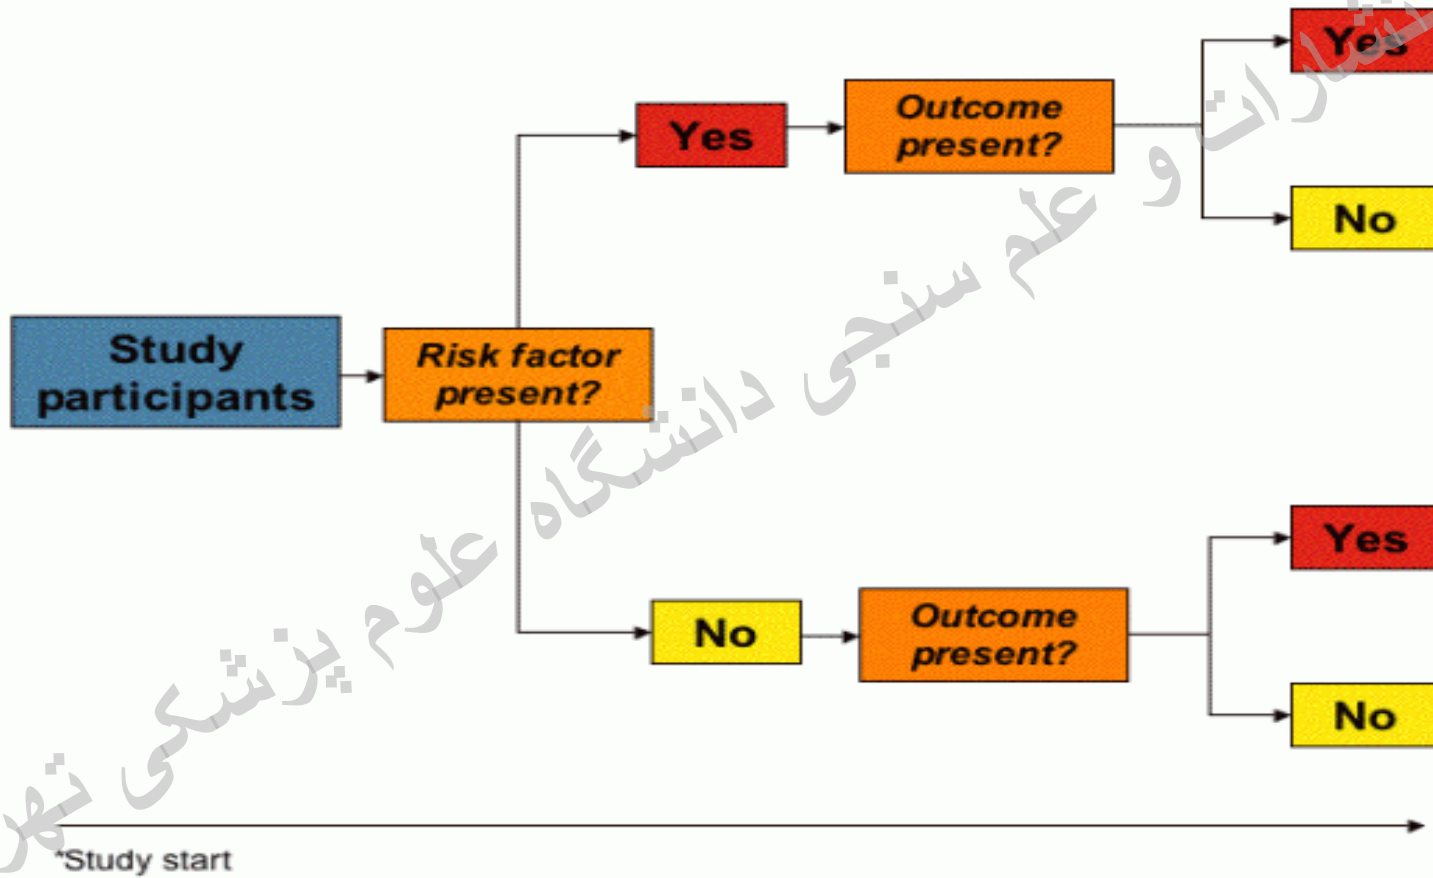 Yes
Outcome
present?
Yes
No
Study
participants
Risk factor
present?
Yes
No
Outcome
present?
No
*Study start
و علم سنجی دانشگاه علوم پزشکی